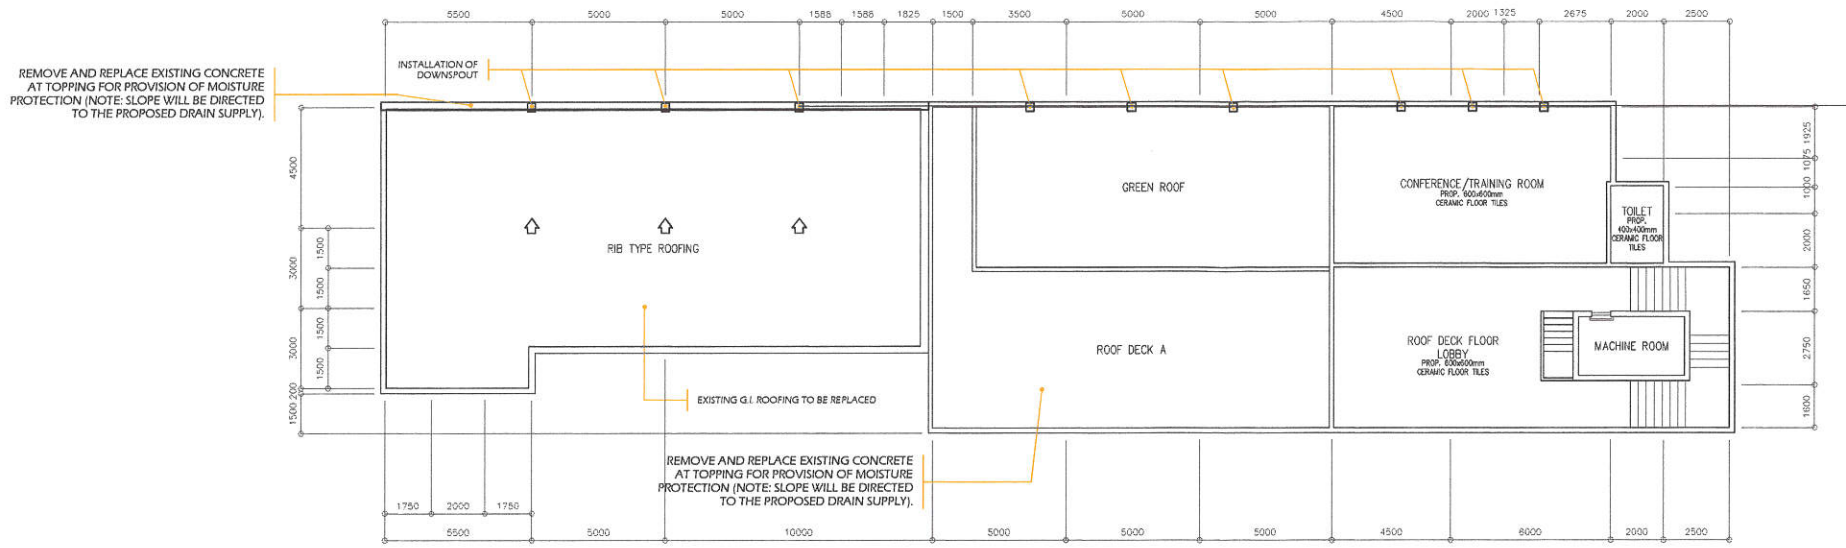 5500 5000 5000 1588 1588 1825 1500 3500 5000 5000 4500 2000 1325 2675 2000 2500
REMOVE AND REPLACE EXISTING CONCRETE
AT TOPPING FOR PROVISION OF MOISTURE
PROTECTION (NOTE: SLOPE WILL BE DIRECTED
TO THE PROPOSED DRAIN SUPPLY).
INSTALLATION OF
DOWNSPOUT
4500
3000
3000
200
1500
1500
1500
1500
1500
RIB TYPE ROOFING
EXISTING G.I. ROOFING TO BE REPLACED
GREEN ROOF
ROOF DECK A
REMOVE AND REPLACE EXISTING CONCRETE
AT TOPPING FOR PROVISION OF MOISTURE
PROTECTION (NOTE: SLOPE WILL BE DIRECTED
TO THE PROPOSED DRAIN SUPPLY).
CONFERENCE/TRAINING ROOM
PROP. 600x600mm
CERAMIC FLOOR TILES
TOILET
PROP.
400x400mm
CERAMIC FLOOR
TILES
ROOF DECK FLOOR
LOBBY
PROP. 600x600mm
CERAMIC FLOOR TILES
MACHINE ROOM
1925
1075
1000
2000
1650
2750
1800
1750 2000 1750
5500 5000 10000 5000 5000 5000 4500 6000 2000 2500